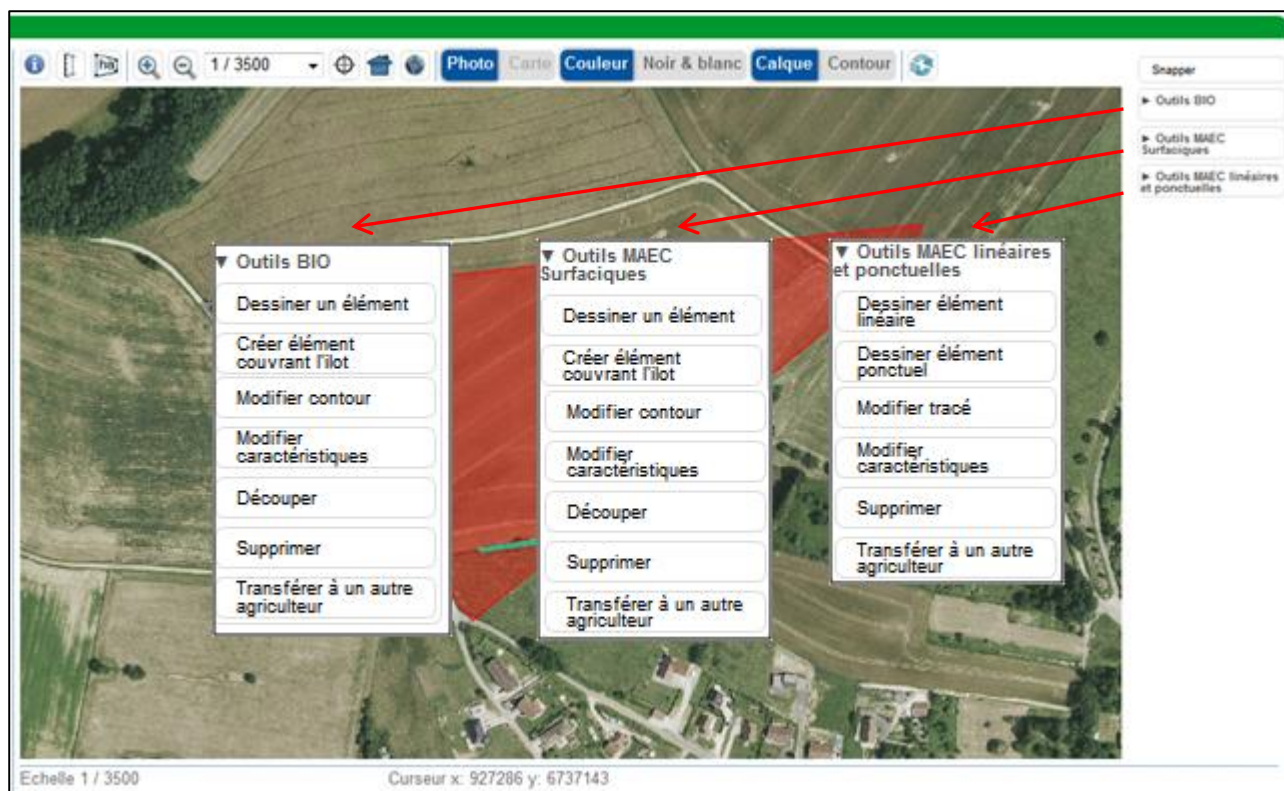 1 / 3500
Photo Carte Couleur Noir & blanc Calque Contour
Snapper
► Outils BIO
► Outils MAEC
Surfaciques
► Outils MAEC linéaires
et ponctuelles
▼ Outils BIO
Dessiner un élément
Créer élément
couvrant l'ilot
Modifier contour
Modifier
caractéristiques
Découper
Supprimer
Transférer à un autre
agriculteur
▼ Outils MAEC
Surfaciques
Dessiner un élément
Créer élément
couvrant l'ilot
Modifier contour
Modifier
caractéristiques
Découper
Supprimer
Transférer à un autre
agriculteur
▼ Outils MAEC linéaires
et ponctuelles
Dessiner élément
linéaire
Dessiner élément
ponctuel
Modifier tracé
Modifier
caractéristiques
Supprimer
Transférer à un autre
agriculteur
Echelle 1 / 3500
Curseur x: 927286 y: 6737143